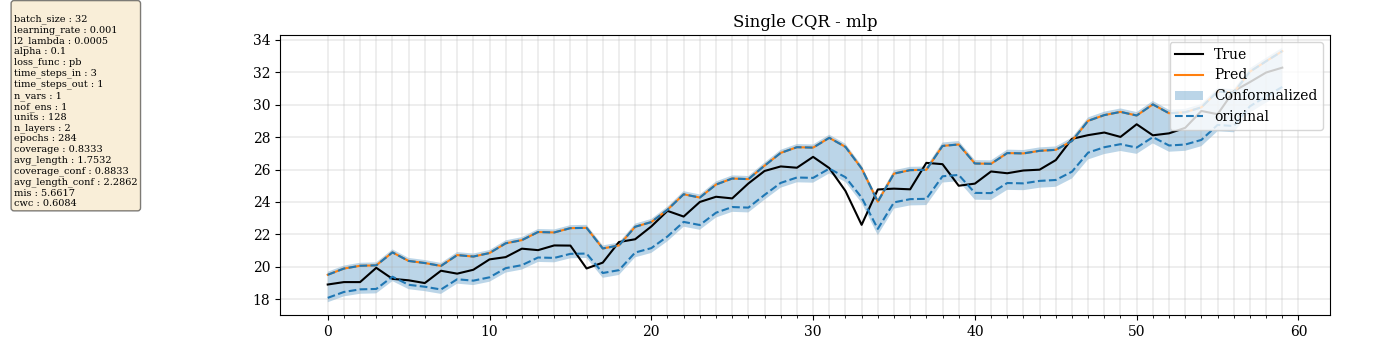 batch_size : 32
learning_rate : 0.001
l2_lambda : 0.0005
alpha : 0.1
loss_func : pb
time_steps_in : 3
time_steps_out : 1
n_vars : 1
nof_ens : 1
units : 128
n_layers : 2
epochs : 284
coverage : 0.8333
avg_length : 1.7532
coverage_conf : 0.8833
avg_length_conf : 2.2862
mis : 5.6617
cwc : 0.6084
Single CQR - mlp
34
32
30
28
26
24
22
20
18
True
Pred
Conformalized
original
0 10 20 30 40 50 60